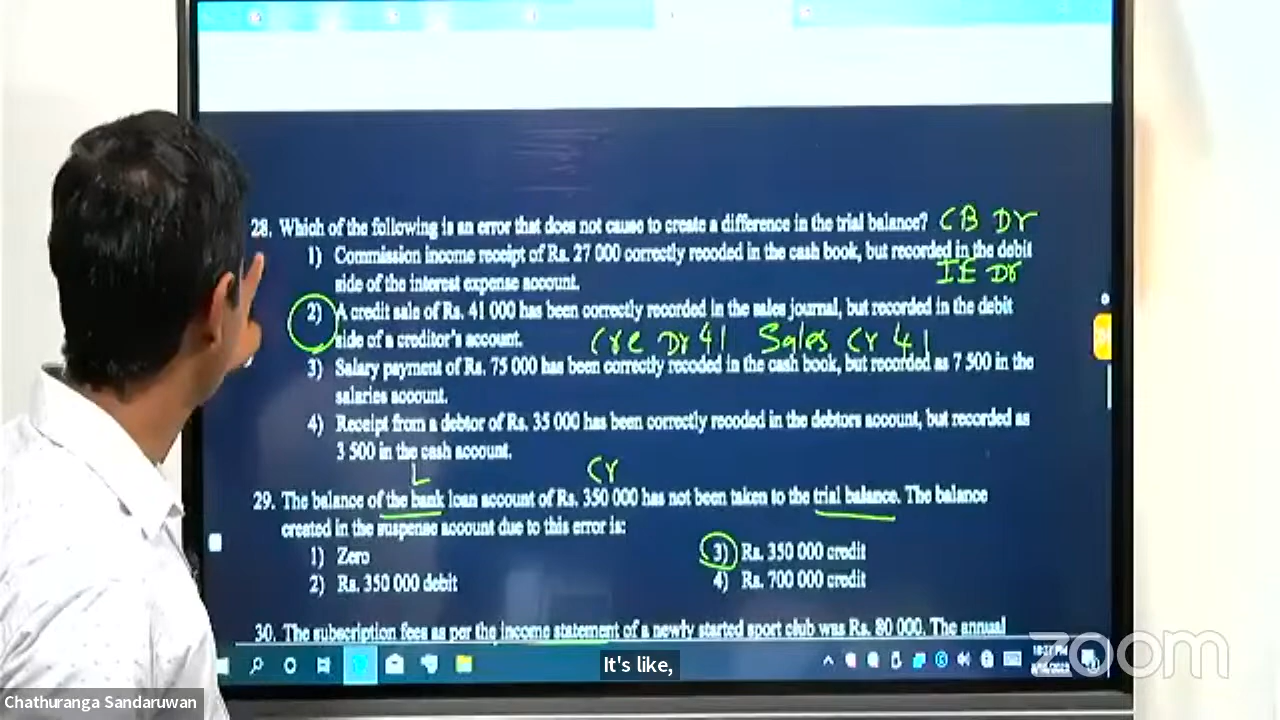 28. Which of the following is an error that does not cause to create a difference in the trial balance? CB Dr
1) Commission income receipt of Rs. 27 000 correctly recoded in the cash book, but recorded in the debit
IE Dr
side of the interest expense account.
2) A credit sale of Rs. 41 000 has been correctly recorded in the sales journal, but recorded in the debit
side of a creditor's account. Cre Dr 41 Sales Cr 41
3) Salary payment of Rs. 75 000 has been correctly recoded in the cash book, but recorded as 7 500 in the
salaries account.
4) Receipt from a debtor of Rs. 35 000 has been correctly recoded in the debtors account, but recorded as
3 500 in the cash account.
L Cr
29. The balance of the bank loan account of Rs. 350 000 has not been taken to the trial balance. The balance
created in the suspense account due to this error is:
1) Zero 3) Rs. 350 000 credit
2) Rs. 350 000 debit 4) Rs. 700 000 credit
30. The subscription fees as per the income statement of a newly started sport club was Rs. 80 000. The annual
It's like,
zoom
Chathuranga Sandaruwan